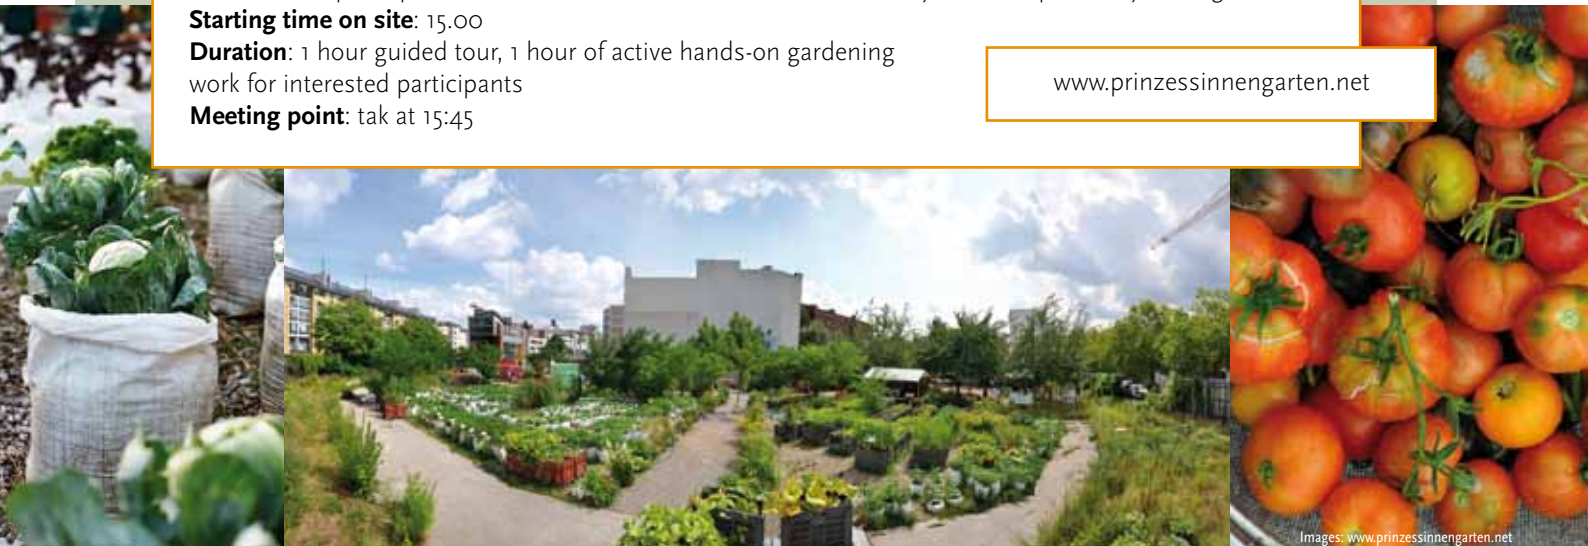 Starting time on site: 15.00
Duration: 1 hour guided tour, 1 hour of active hands-on gardening
work for interested participants
Meeting point: tak at 15:45
www.prinzessinnengarten.net
Images: www.prinzessinnengarten.net